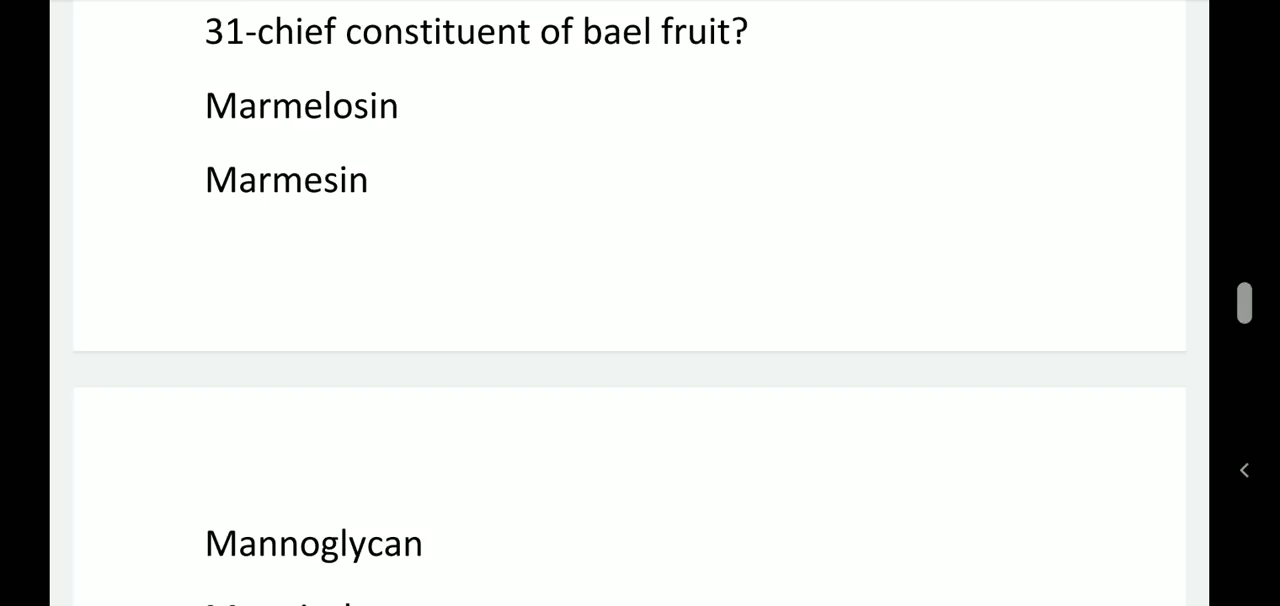 31-chief constituent of bael fruit?
Marmelosin
Marmesin
Mannoglycan